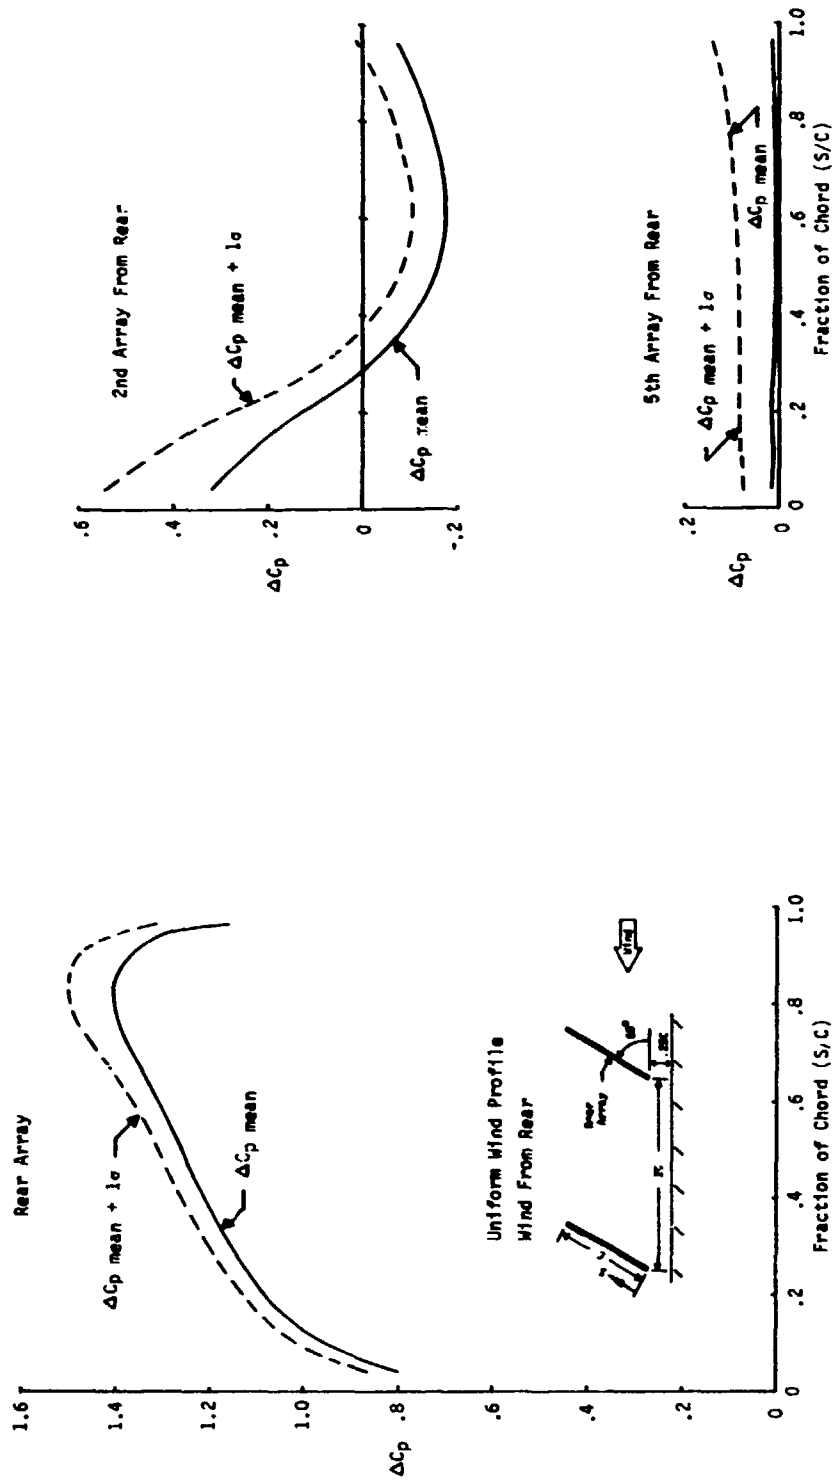 Rear Array
ΔCp mean + 1σ
ΔCp mean
1.6
1.4
1.2
1.0
.8
.6
.4
.2
0
ΔCp
Uniform Wind Profile
Wind From Rear
Rear
Array
60°
.25C
2C
C
S
Wind
0
.2
.4
.6
.8
1.0
Fraction of Chord (S/C)
2nd Array From Rear
ΔCp mean + 1σ
ΔCp mean
.6
.4
.2
0
-.2
ΔCp
5th Array From Rear
ΔCp mean + 1σ
ΔCp mean
.2
0
ΔCp
0
.2
.4
.6
.8
1.0
Fraction of Chord (S/C)